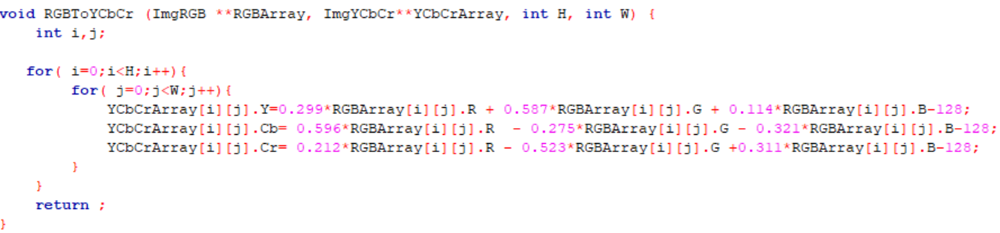 void RGBToYCbCr (ImgRGB **RGBArray, ImgYCbCr**YCbCrArray, int H, int W) {
    int i,j;

   for( i=0;i<H;i++){
        for( j=0;j<W;j++){
            YCbCrArray[i][j].Y=0.299*RGBArray[i][j].R + 0.587*RGBArray[i][j].G + 0.114*RGBArray[i][j].B-128;
            YCbCrArray[i][j].Cb= 0.596*RGBArray[i][j].R  - 0.275*RGBArray[i][j].G - 0.321*RGBArray[i][j].B-128;
            YCbCrArray[i][j].Cr= 0.212*RGBArray[i][j].R - 0.523*RGBArray[i][j].G +0.311*RGBArray[i][j].B-128;
        }
    }
    return ;
}